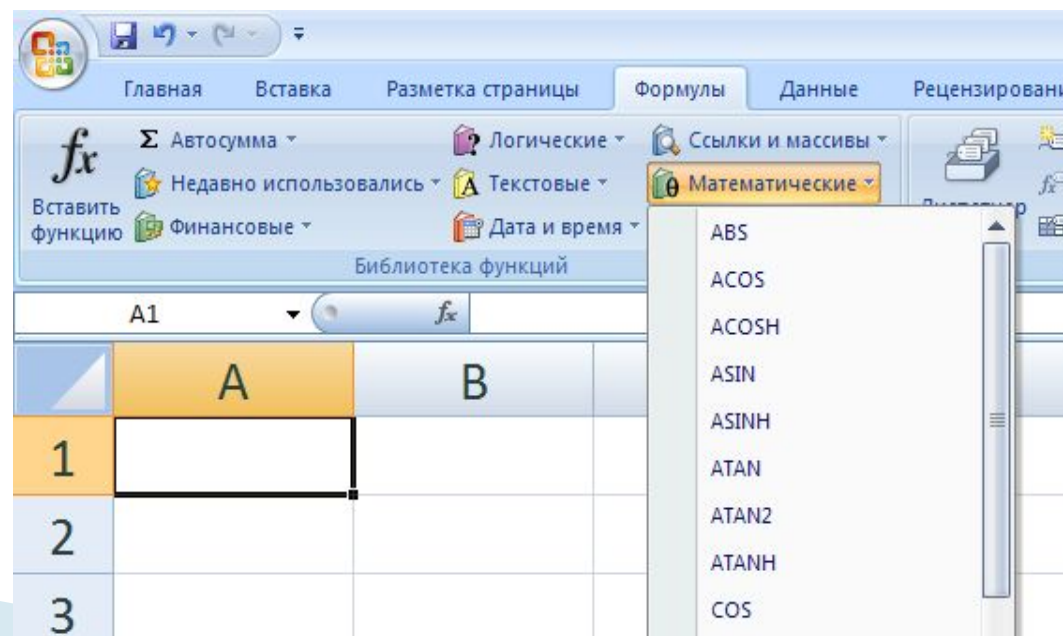 Главная Вставка Разметка страницы Формулы Данные
fx Σ Автосумма Логические Ссылки и массивы
Недавно использовались Текстовые Математические
Вставить функцию Финансовые Дата и время
Библиотека функций
A1 fx
A B
1
2
3
ABS
ACOS
ACOSH
ASIN
ASINH
ATAN
ATAN2
ATANH
COS